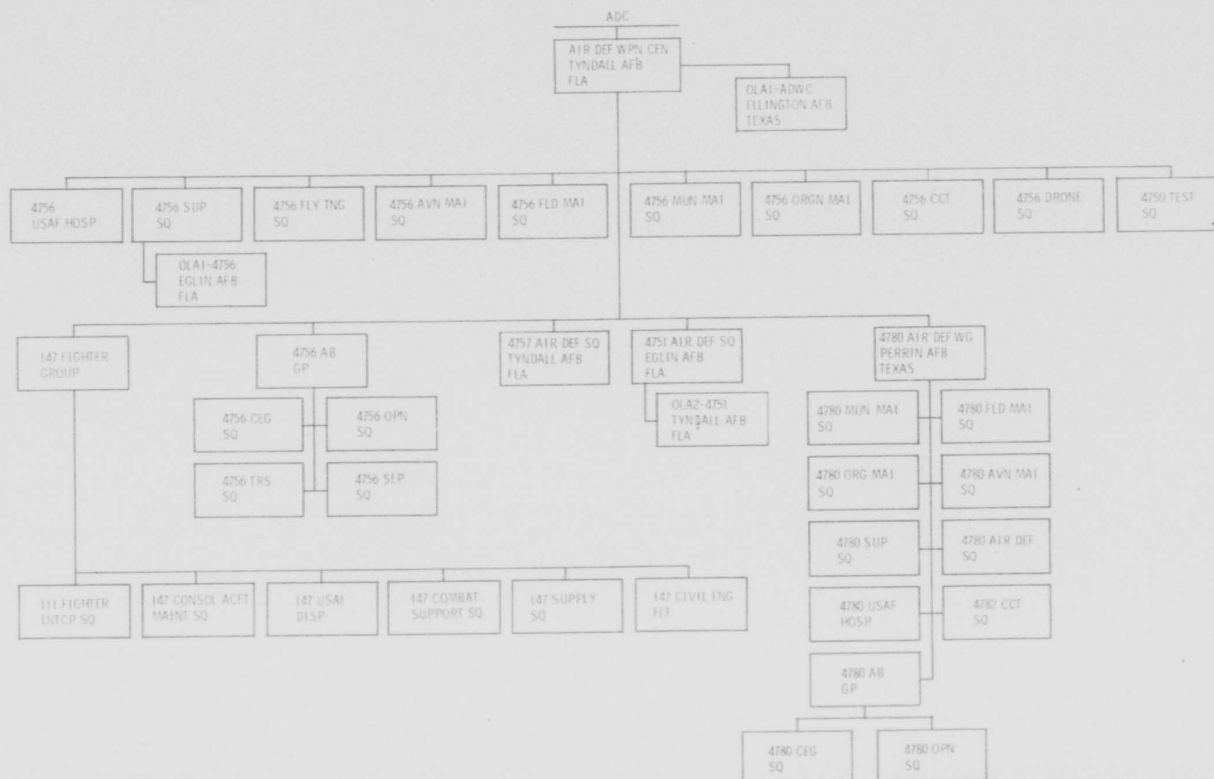 ADC
AIR DEF WPN CEN
TYNDALL AFB
FLA
OLA1-ADWC
ELLINGTON AFB
TEXAS
4756
USAF HOSP
4756 SUP
SQ
4756 FLY TNG
SQ
4756 AVN MAI
SQ
4756 FLD MAI
SQ
4756 MUN MAI
SQ
4756 ORGN MAI
SQ
4756 CCT
SQ
4756 DRONE
SQ
4750 TEST
SQ
OLA1-4756
EGLIN AFB
FLA
147 FIGHTER
GROUP
4756 AB
GP
4757 AIR DEF SQ
TYNDALL AFB
FLA
4751 AIR DEF SQ
EGLIN AFB
FLA
4780 AIR DEF WG
PERRIN AFB
TEXAS
OLA2-4751
TYNDALL AFB
FLA
4756 CEG
SQ
4756 OPN
SQ
4756 TRS
SQ
4756 SEP
SQ
4780 MUN MAI
SQ
4780 FLD MAI
SQ
4780 ORG MAI
SQ
4780 AVN MAI
SQ
4780 SUP
SQ
4780 AIR DEF
SQ
4780 USAF
HOSP
4782 CCT
SQ
4780 AB
GP
4780 CEG
SQ
4780 OPN
SQ
111 FIGHTER
INTCP SQ
147 CONSOL ACFT
MAINT SQ
147 USAF
DISP
147 COMBAT
SUPPORT SQ
147 SUPPLY
SQ
147 CIVIL ENG
FLT